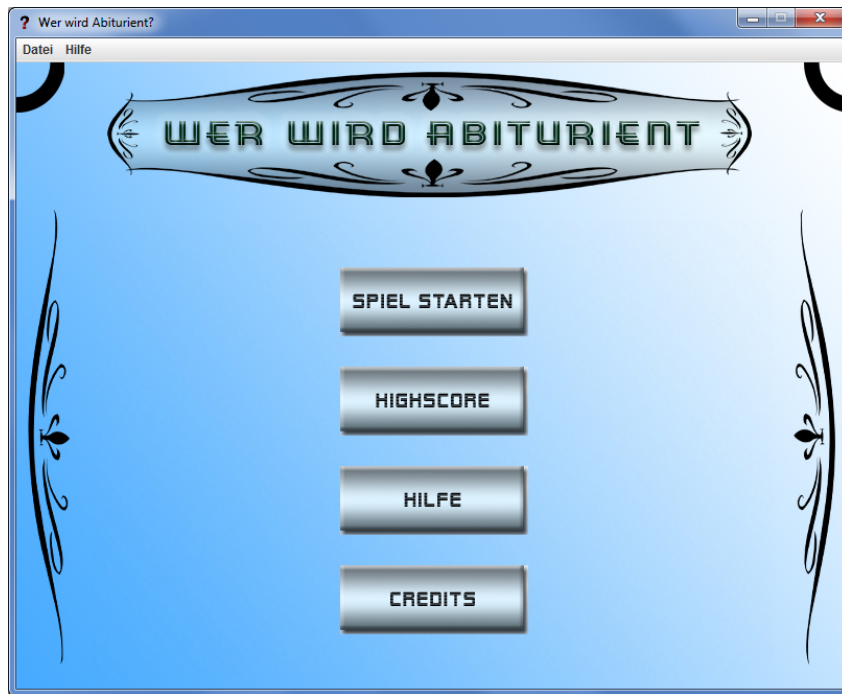 Wer wird Abiturient?
Datei Hilfe
WER WIRD ABITURIENT
SPIEL STARTEN
HIGHSCORE
HILFE
CREDITS